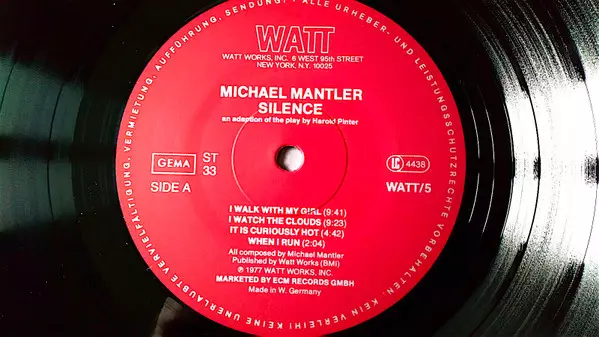 WATT
WATT WORKS, INC. 6 WEST 95th STREET
NEW YORK, N.Y. 10025
MICHAEL MANTLER
SILENCE
an adaption of the play by Harold Pinter
GEMA
ST
33
LC 4438
SIDE A
WATT/5
I WALK WITH MY GIRL (9:41)
I WATCH THE CLOUDS (9:23)
IT IS CURIOUSLY HOT (4:42)
WHEN I RUN (2:04)
All composed by Michael Mantler
Published by Watt Works (BMI)
℗ 1977 WATT WORKS, INC.
MARKETED BY ECM RECORDS GMBH
Made in W. Germany
ALLE URHEBER- UND LEISTUNGSSCHUTZRECHTE VORBEHALTEN. KEIN VERLEIH! KEINE UNERLAUBTE VERVIELFÄLTIGUNG, VERMIETUNG, AUFFÜHRUNG, SENDUNG! -